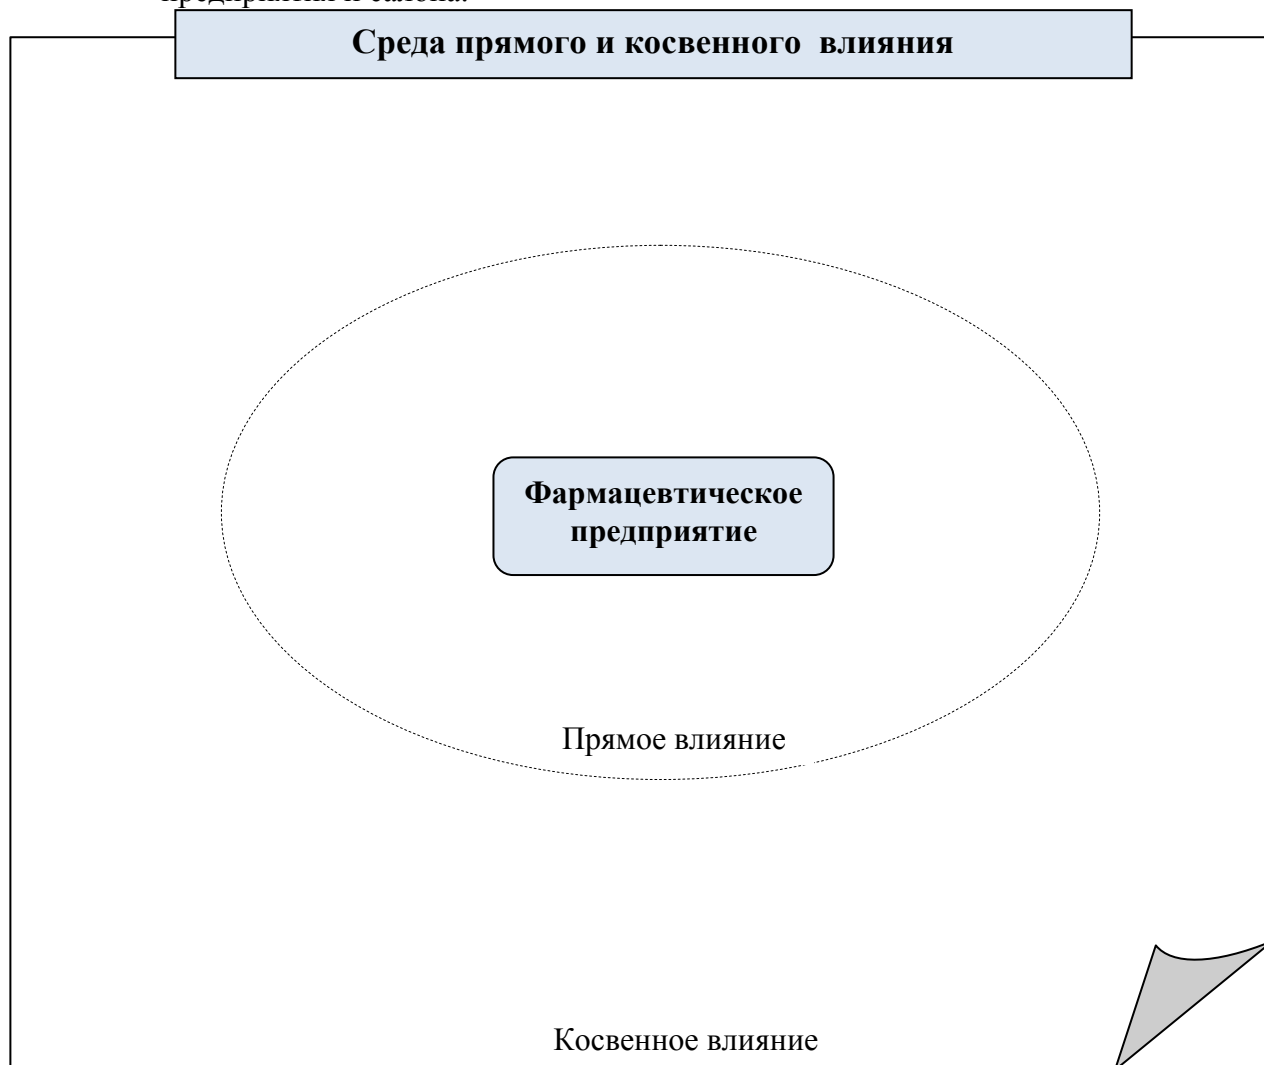 Среда прямого и косвенного влияния
Фармацевтическое
предприятие
Прямое влияние
Косвенное влияние